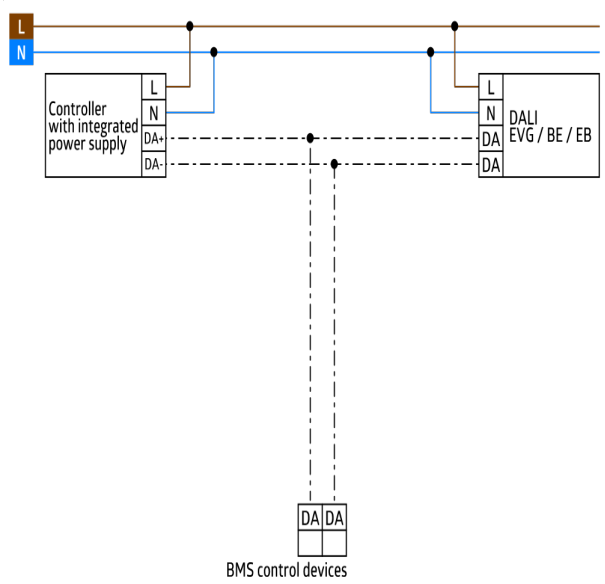 L
N
Controller
with integrated
power supply
L
N
DA+
DA-
L
N
DA
DA
DALI
EVG / BE / EB
DA DA
BMS control devices